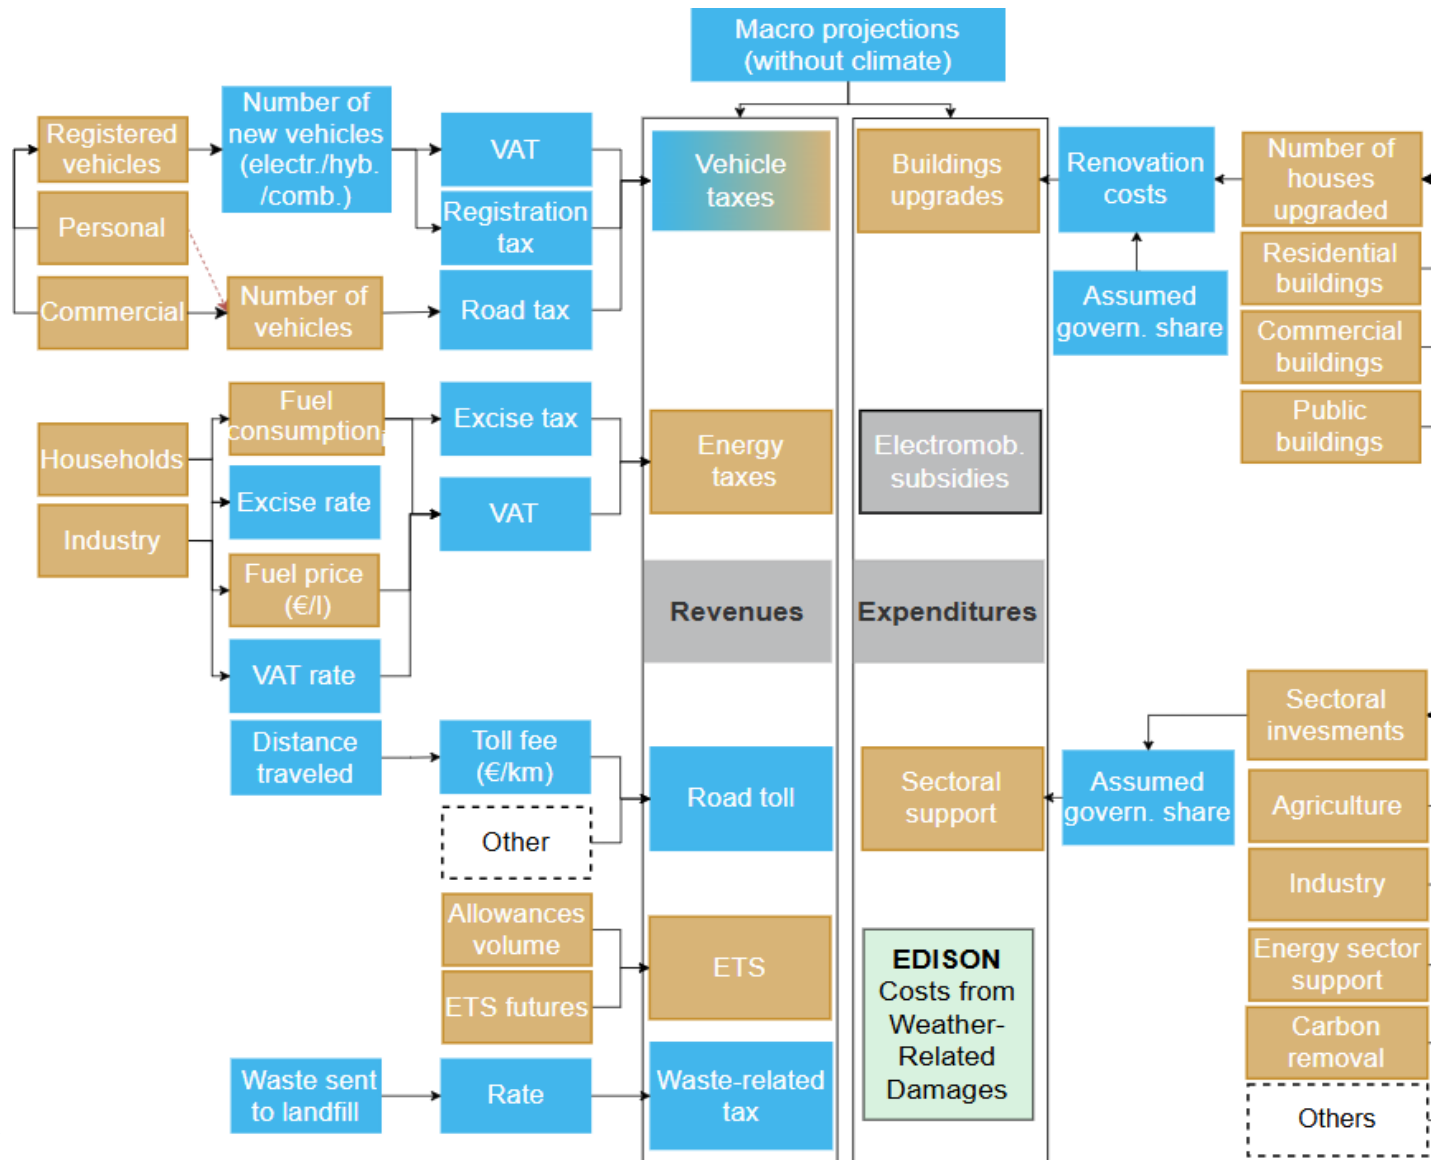 Macro projections
(without climate)
Registered
vehicles
Personal
Commercial
Number of
new vehicles
(electr./hyb.
/comb.)
Number of
vehicles
VAT
Registration
tax
Road tax
Vehicle
taxes
Buildings
upgrades
Renovation
costs
Assumed
govern. share
Number of
houses
upgraded
Residential
buildings
Commercial
buildings
Public
buildings
Households
Industry
Fuel
consumption
Excise rate
Fuel price
(€/l)
VAT rate
Excise tax
VAT
Energy
taxes
Electromob.
subsidies
Revenues
Expenditures
Distance
traveled
Toll fee
(€/km)
Other
Road toll
Sectoral
support
Assumed
govern. share
Sectoral
invesments
Agriculture
Industry
Energy sector
support
Carbon
removal
Others
Allowances
volume
ETS futures
ETS
EDISON
Costs from
Weather-
Related
Damages
Waste sent
to landfill
Rate
Waste-related
tax